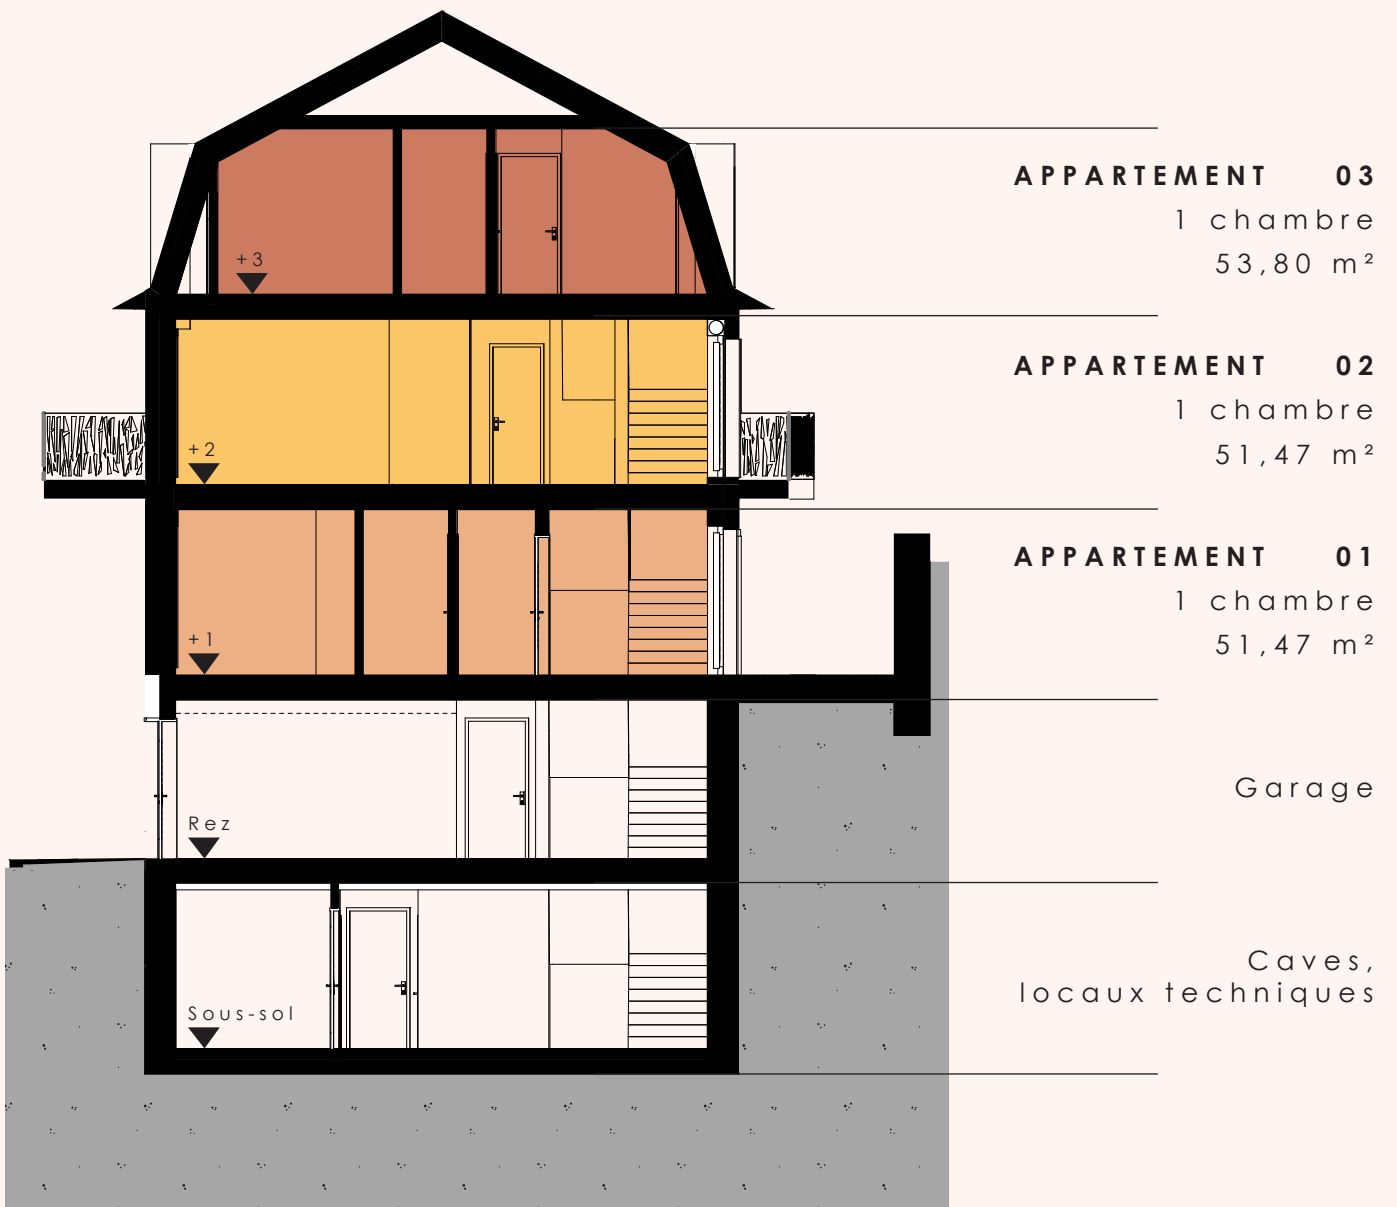 APPARTEMENT 03
1 chambre
53,80 m²
+3
APPARTEMENT 02
1 chambre
51,47 m²
+2
APPARTEMENT 01
1 chambre
51,47 m²
+1
Garage
Rez
Caves,
locaux techniques
Sous-sol